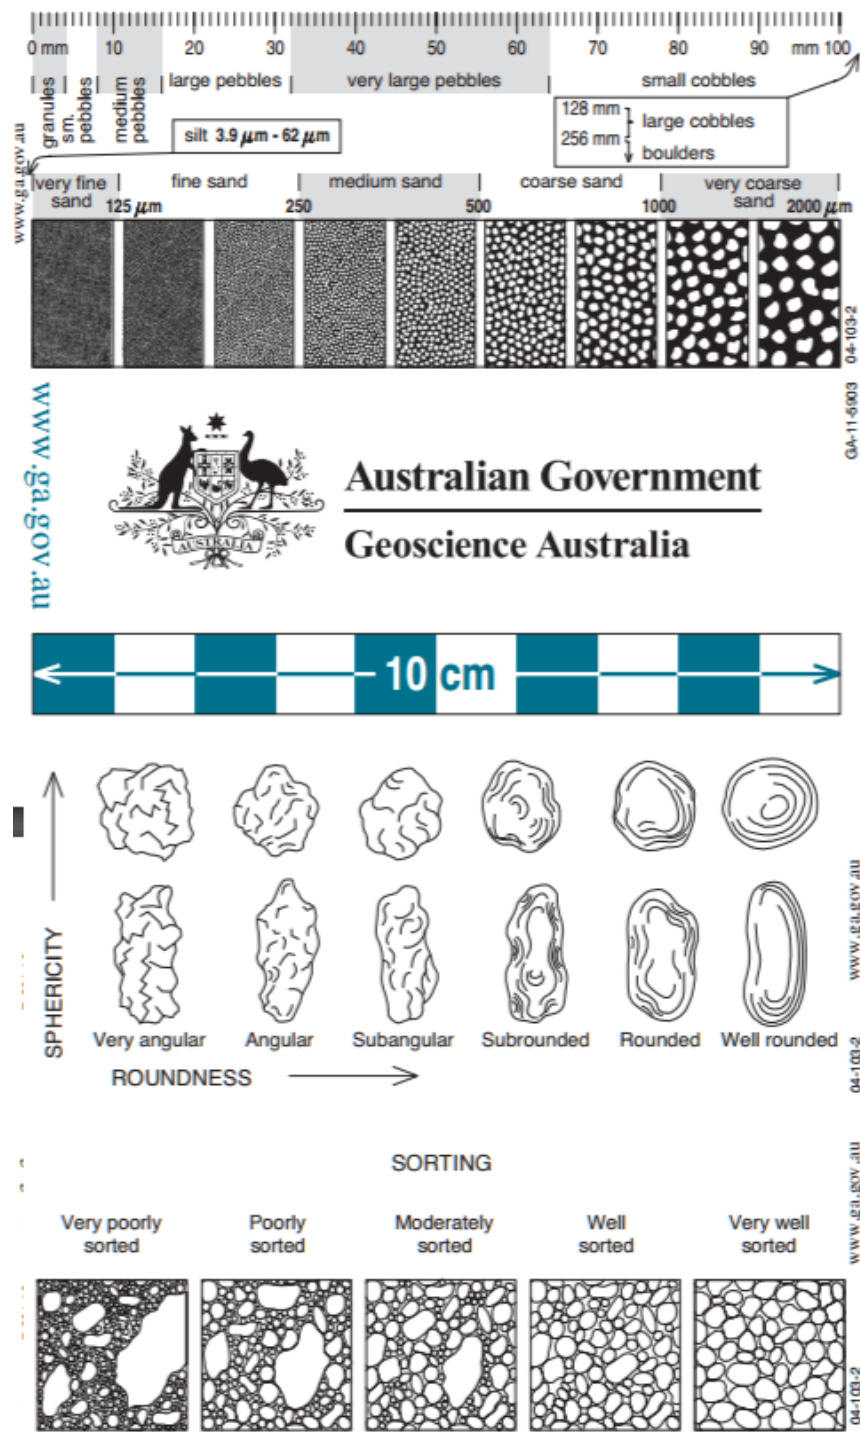 0 mm 10 20 30 40 50 60 70 80 90 mm 100
granules
sm. pebbles
medium pebbles
large pebbles
very large pebbles
small cobbles
128 mm
large cobbles
256 mm
boulders
silt 3.9 µm - 62 µm
www.ga.gov.au
very fine sand
fine sand
medium sand
coarse sand
very coarse sand
125 µm 250 500 1000 2000 µm
04-103-2
GA-11-5903
www.ga.gov.au
AUSTRALIA
Australian Government
Geoscience Australia
10 cm
SPHERICITY
Very angular Angular Subangular Subrounded Rounded Well rounded
ROUNDNESS
www.ga.gov.au
04-103-2
SORTING
Very poorly sorted
Poorly sorted
Moderately sorted
Well sorted
Very well sorted
www.ga.gov.au
04-103-2